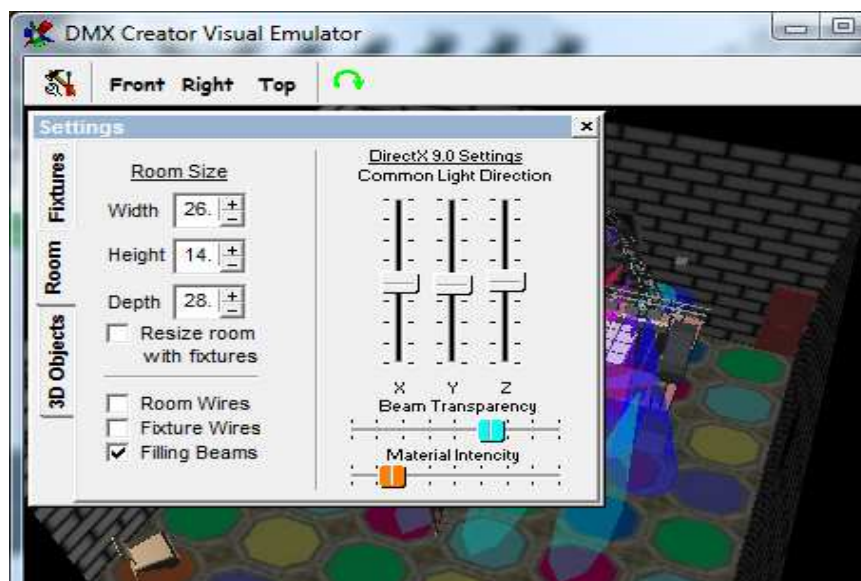 DMX Creator Visual Emulator
Front Right Top
Settings
Fixtures
Room
3D Objects
Room Size
Width 26.
Height 14.
Depth 28.
Resize room
with fixtures
Room Wires
Fixture Wires
Filling Beams
DirectX 9.0 Settings
Common Light Direction
X Y Z
Beam Transparency
Material Intencity